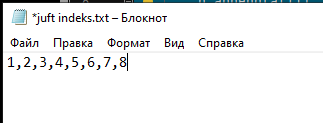 *juft indeks.txt – Блокнот
Файл Правка Формат Вид Справка
1,2,3,4,5,6,7,8